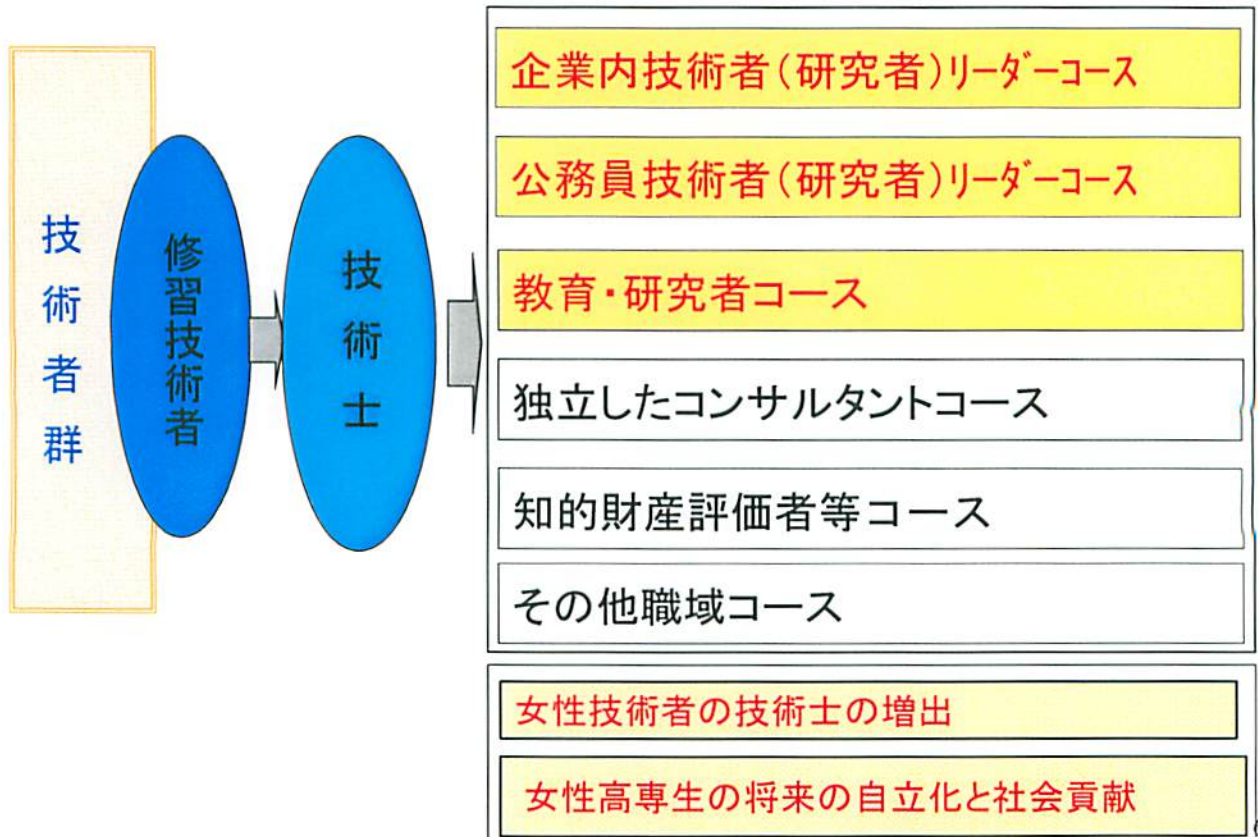 技術者群
修習技術者
技術士
企業内技術者(研究者)リーダーコース
公務員技術者(研究者)リーダーコース
教育・研究者コース
独立したコンサルタントコース
知的財産評価者等コース
その他職域コース
女性技術者の技術士の増出
女性高専生の将来の自立化と社会貢献